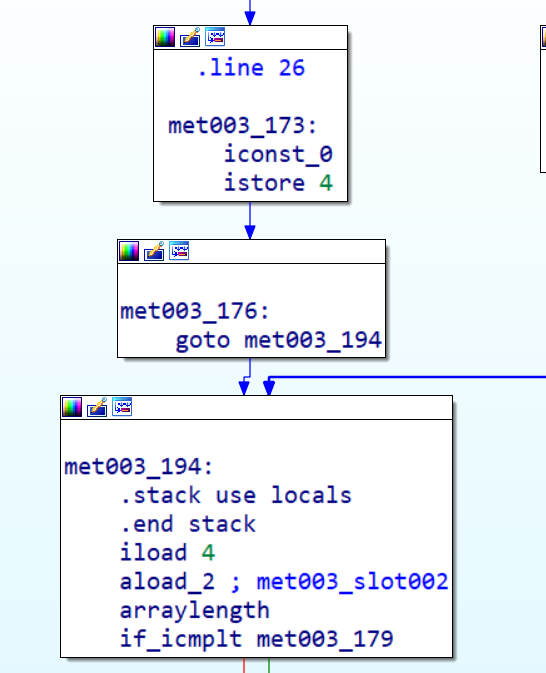 .line 26
met003_173:
iconst_0
istore 4
met003_176:
goto met003_194
met003_194:
.stack use locals
.end stack
iload 4
aload_2 ; met003_slot002
arraylength
if_icmplt met003_179